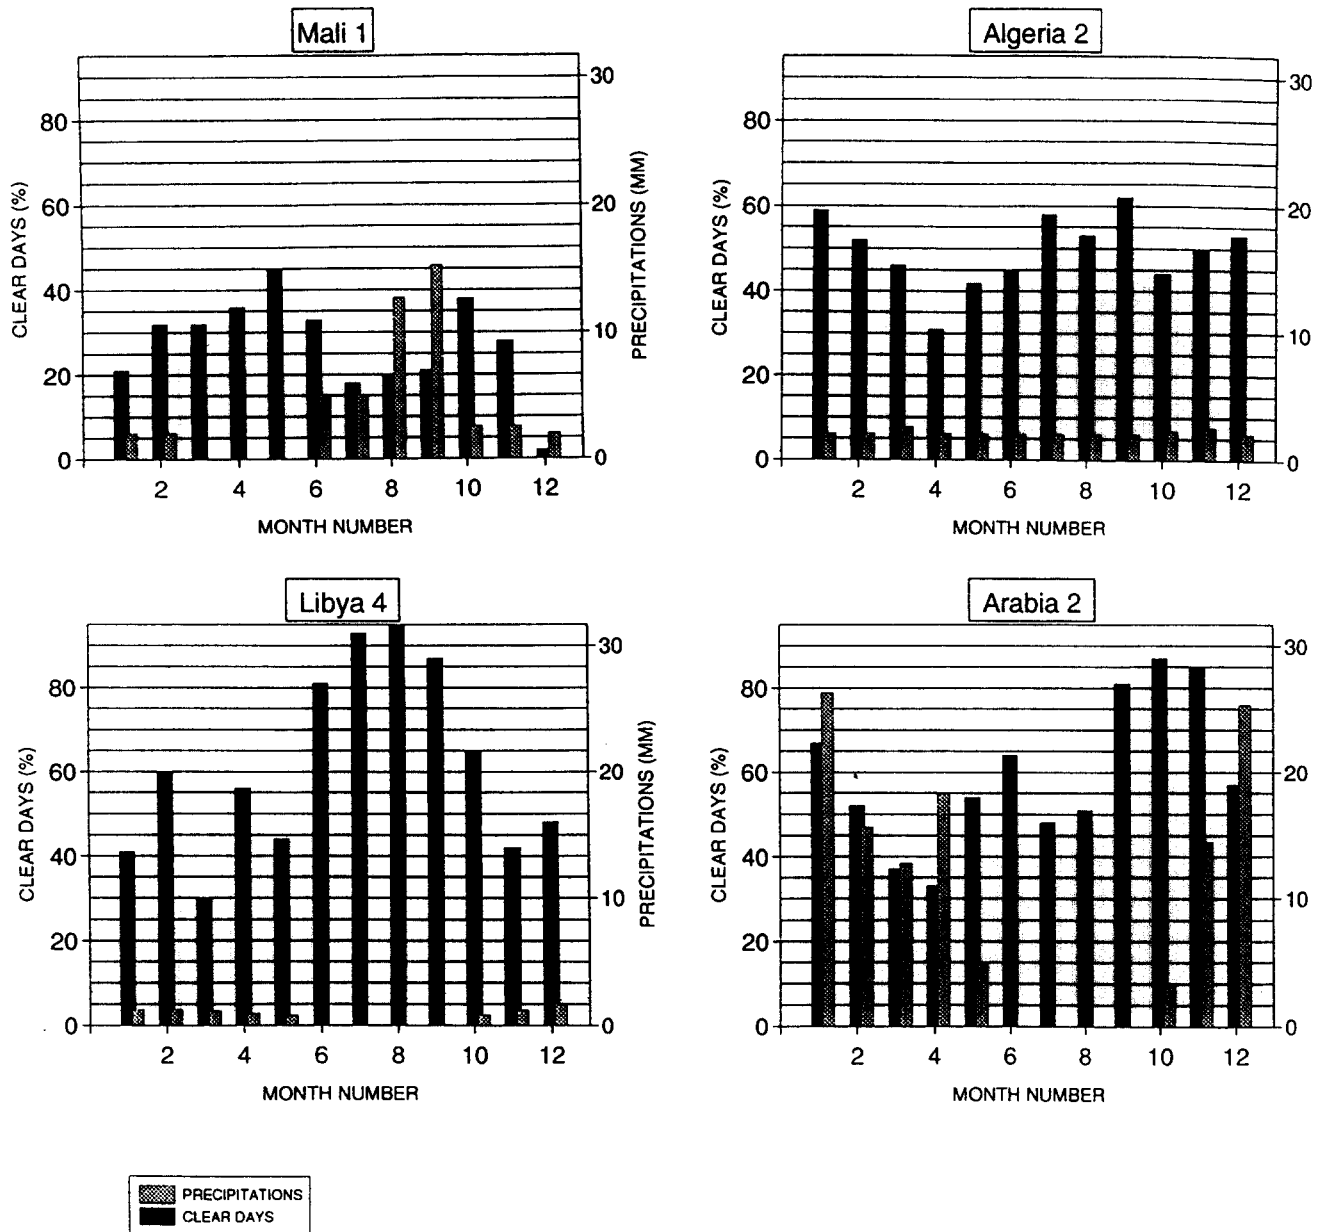 Mali 1
CLEAR DAYS (%)
80
60
40
20
0
30
20
10
0
PRECIPITATIONS (MM)
2 4 6 8 10 12
MONTH NUMBER
Algeria 2
CLEAR DAYS (%)
80
60
40
20
0
30
20
10
0
2 4 6 8 10 12
MONTH NUMBER
Libya 4
CLEAR DAYS (%)
80
60
40
20
0
30
20
10
0
PRECIPITATIONS (MM)
2 4 6 8 10 12
MONTH NUMBER
Arabia 2
CLEAR DAYS (%)
80
60
40
20
0
30
20
10
0
2 4 6 8 10 12
MONTH NUMBER
PRECIPITATIONS
CLEAR DAYS